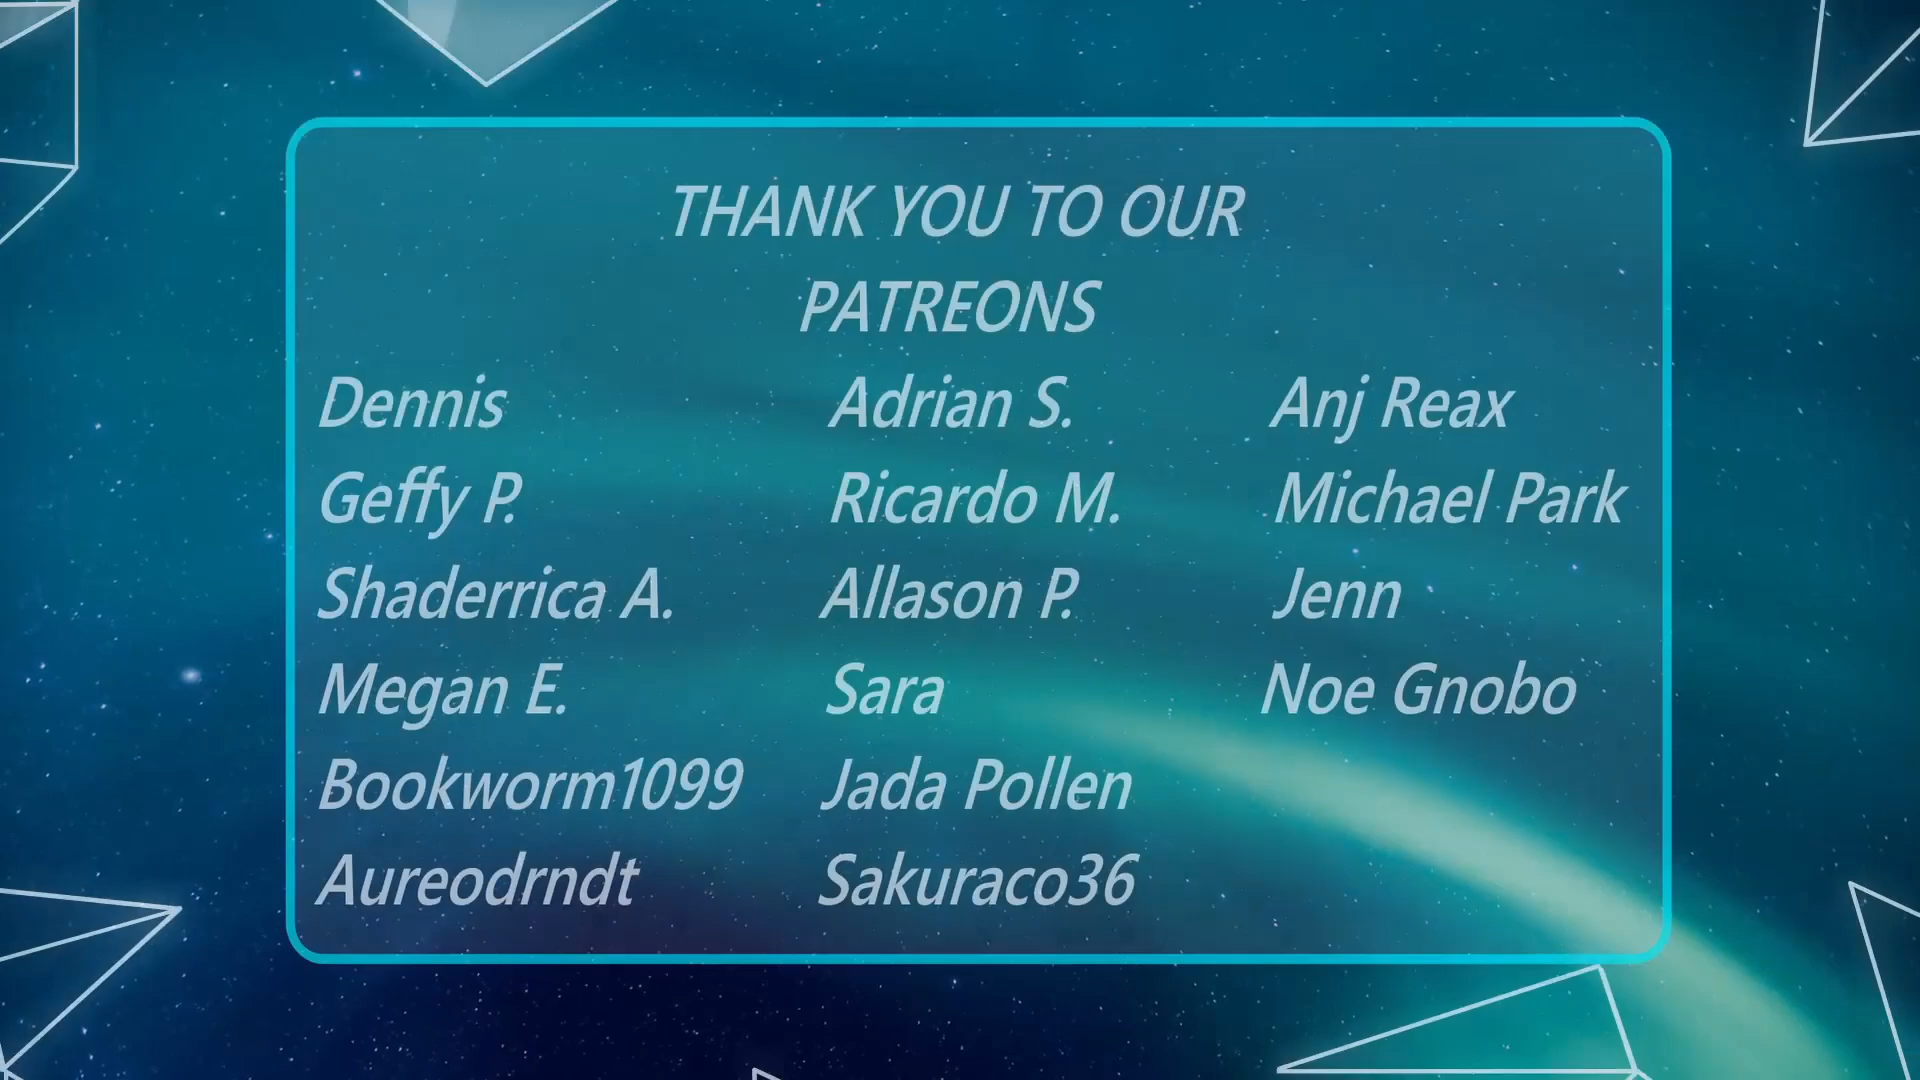 THANK YOU TO OUR
PATREONS
Dennis Adrian S. Anj Reax
Geffy P. Ricardo M. Michael Park
Shaderrica A. Allason P. Jenn
Megan E. Sara Noe Gnobo
Bookworm1099 Jada Pollen
Aureodrndt Sakuraco36